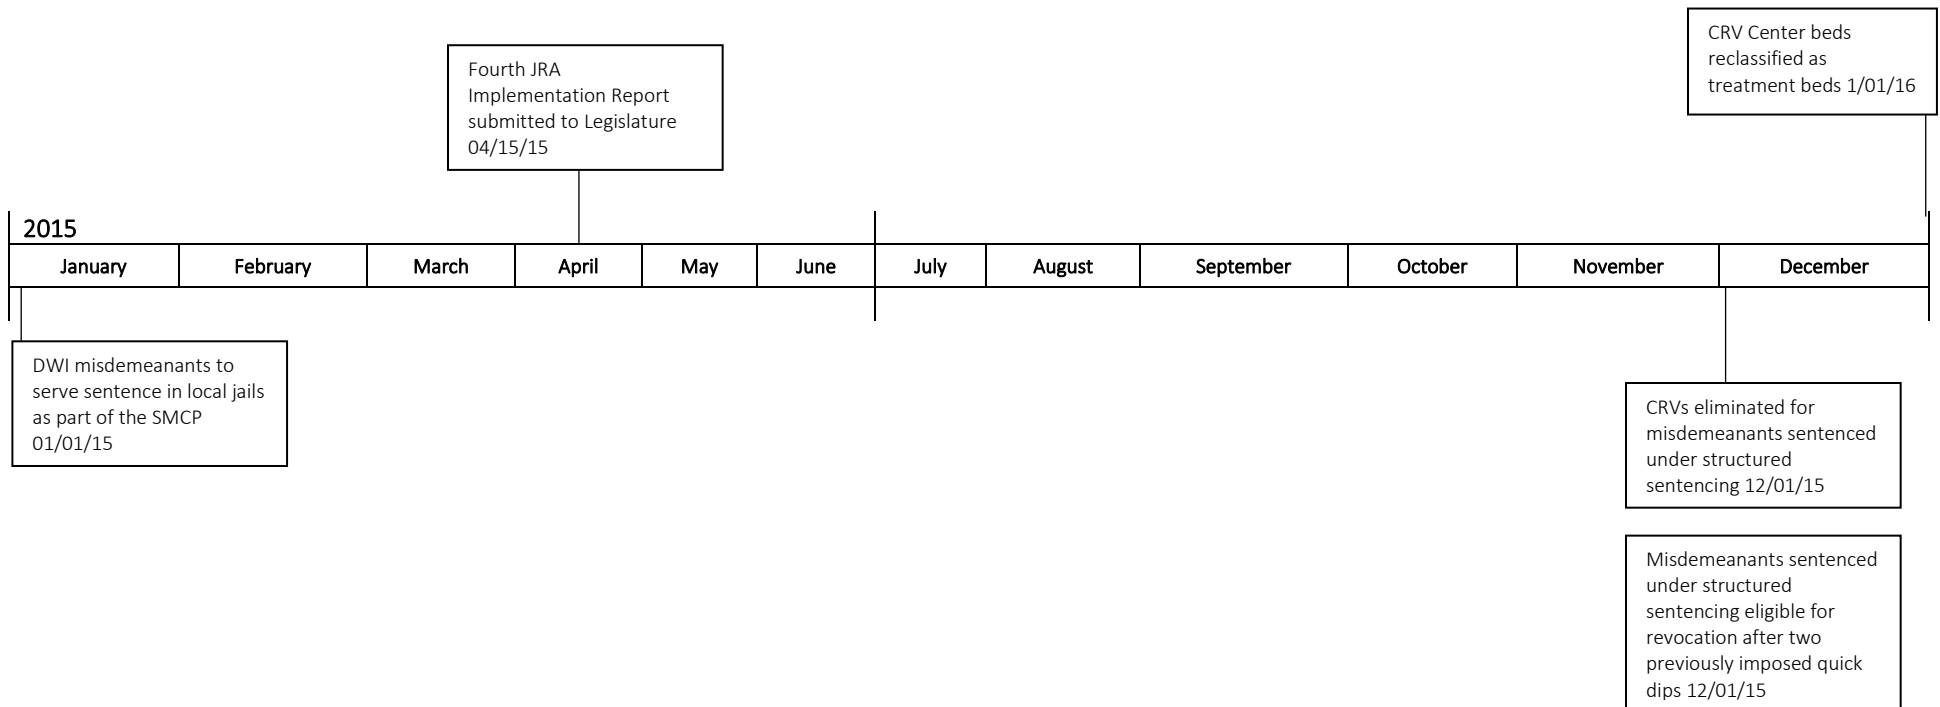 CRV Center beds
reclassified as
treatment beds 1/01/16
Fourth JRA
Implementation Report
submitted to Legislature
04/15/15
2015
January February March April May June July August September October November December
DWI misdemeanants to
serve sentence in local jails
as part of the SMCP
01/01/15
CRVs eliminated for
misdemeanants sentenced
under structured
sentencing 12/01/15
Misdemeanants sentenced
under structured
sentencing eligible for
revocation after two
previously imposed quick
dips 12/01/15